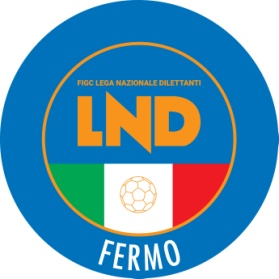 FIGC LEGA NAZIONALE DILETTANTI
LND
FERMO